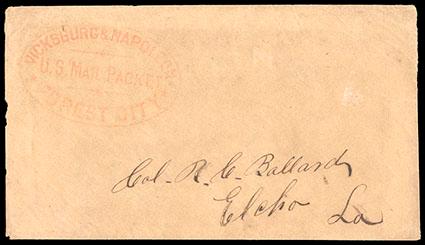 VICKSBURG & NAPOLEON
U.S. MAIL PACKET
FOREST CITY
Col. R. C. Ballard
Elcho La